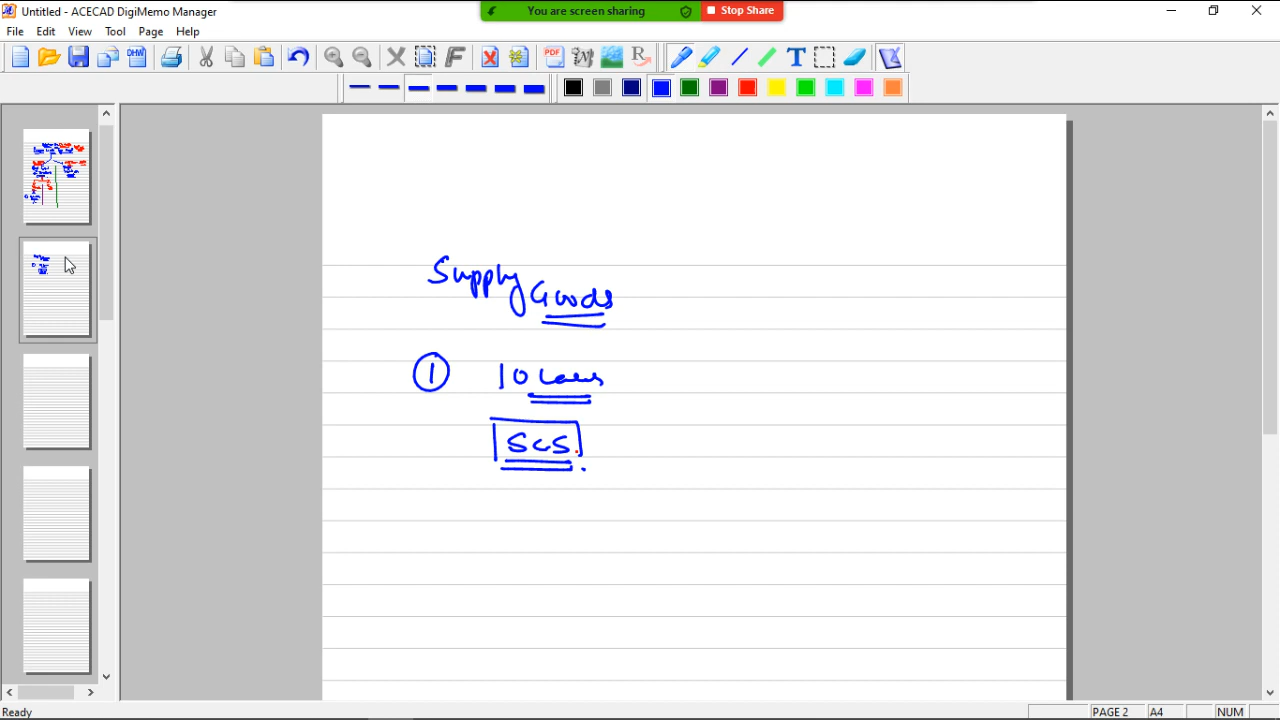 Untitled - ACECAD DigiMemo Manager
You are screen sharing
Stop Share
File Edit View Tool Page Help
Supply Goods
1 10
SCS
Ready
PAGE 2 A4 NUM